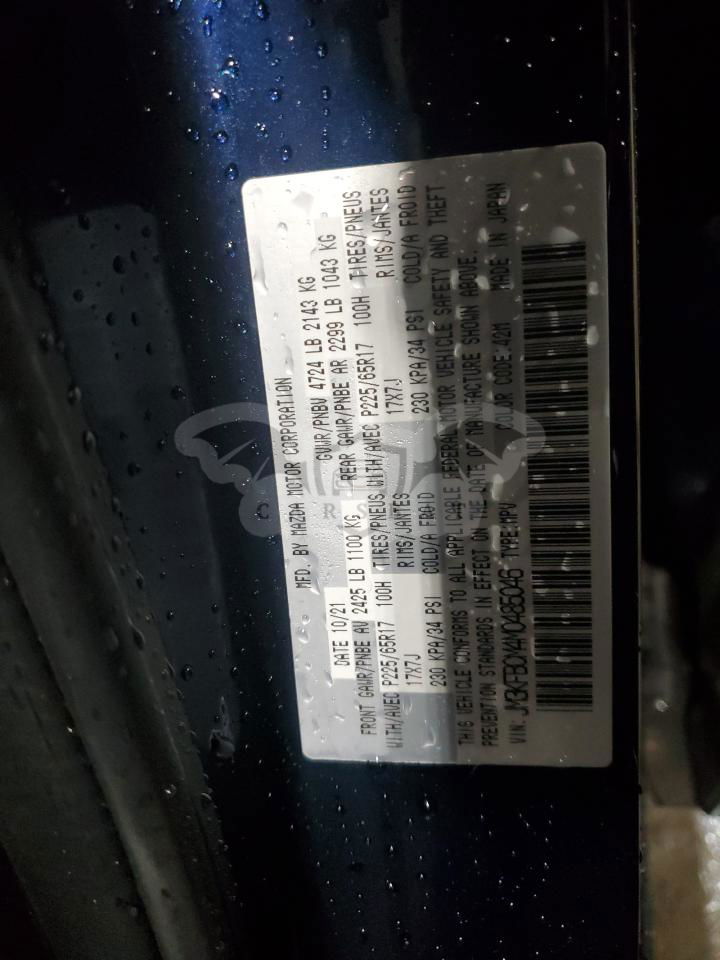 MFD. BY MAZDA MOTOR CORPORATION
DATE 10/21 GVWR/PNBV 4724 LB 2143 KG
FRONT GAWR/PNBE AV 2425 LB 1100 KG REAR GAWR/PNBE AR 2299 LB 1043 KG
TIRES/PNEUS TIRES/PNEUS
WITH/AVEC P225/65R17 100H WITH/AVEC P225/65R17 100H
RIMS/JANTES RIMS/JANTES
17X7J 17X7J
COLD/A FROID COLD/A FROID
230 KPA/34 PSI 230 KPA/34 PSI
THIS VEHICLE CONFORMS TO ALL APPLICABLE FEDERAL MOTOR VEHICLE SAFETY AND THEFT
PREVENTION STANDARDS IN EFFECT ON THE DATE OF MANUFACTURE SHOWN ABOVE.
VIN: TYPE:MPV COLOR CODE:42M MADE IN JAPAN